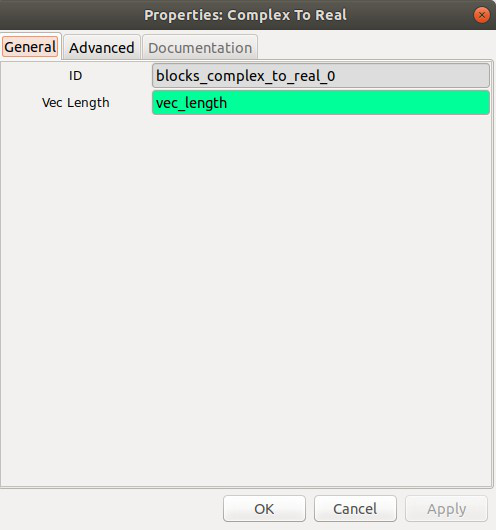 Properties: Complex To Real
General Advanced Documentation
ID blocks_complex_to_real_0
Vec Length vec_length
OK Cancel Apply